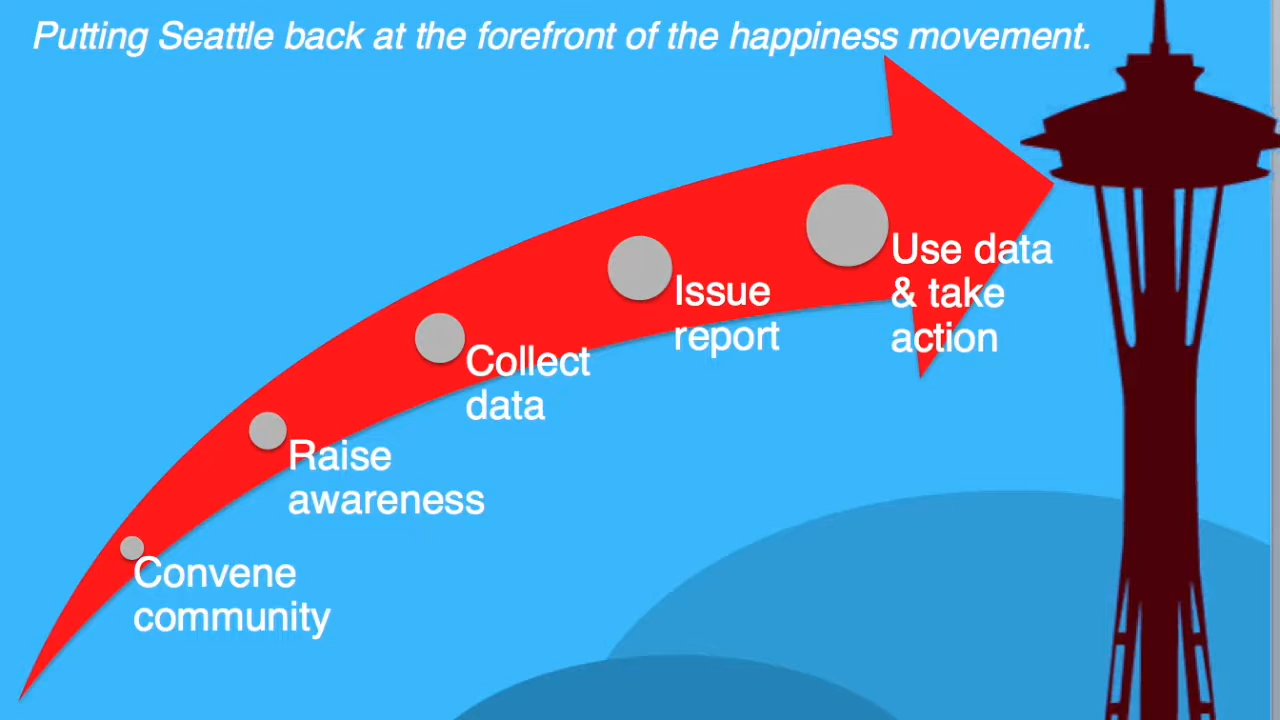 Putting Seattle back at the forefront of the happiness movement.
Convene
community
Raise
awareness
Collect
data
Issue
report
Use data
& take
action